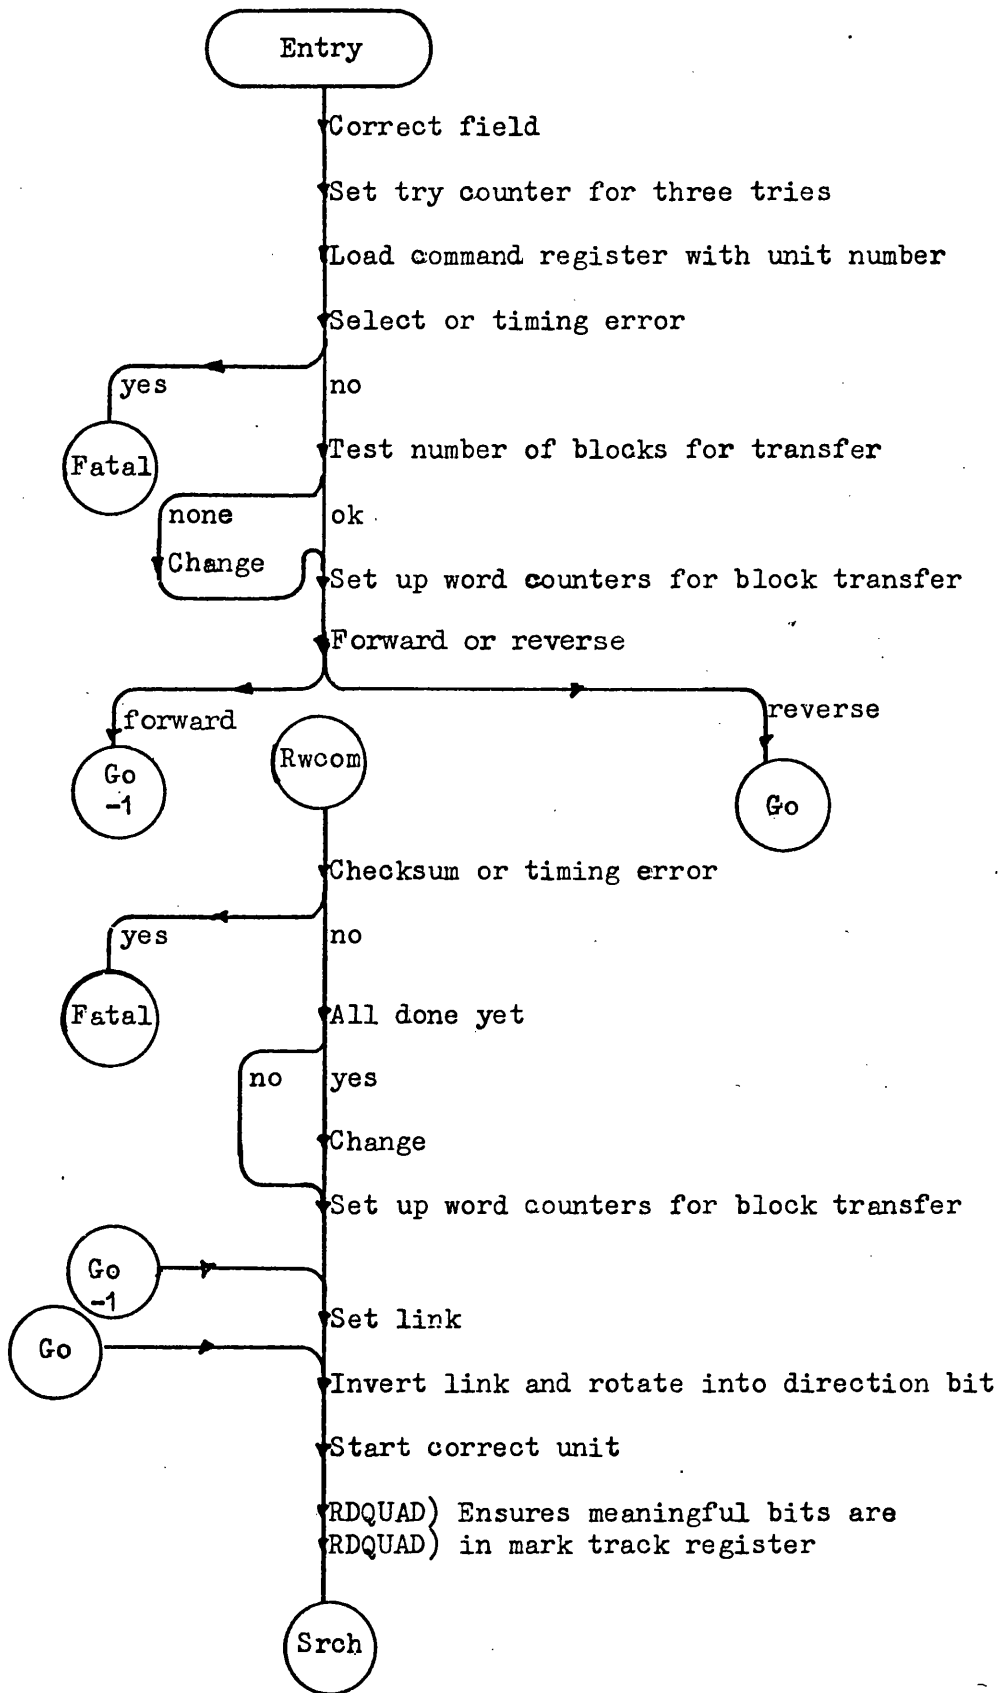 Entry
Correct field
Set try counter for three tries
Load command register with unit number
Select or timing error
yes
no
Fatal
Test number of blocks for transfer
none
ok
Change
Set up word counters for block transfer
Forward or reverse
forward
reverse
Go
-1
Rwcom
Go
Checksum or timing error
yes
no
Fatal
All done yet
no
yes
Change
Set up word counters for block transfer
Go
-1
Set link
Go
Invert link and rotate into direction bit
Start correct unit
RDQUAD) Ensures meaningful bits are
RDQUAD) in mark track register
Srch